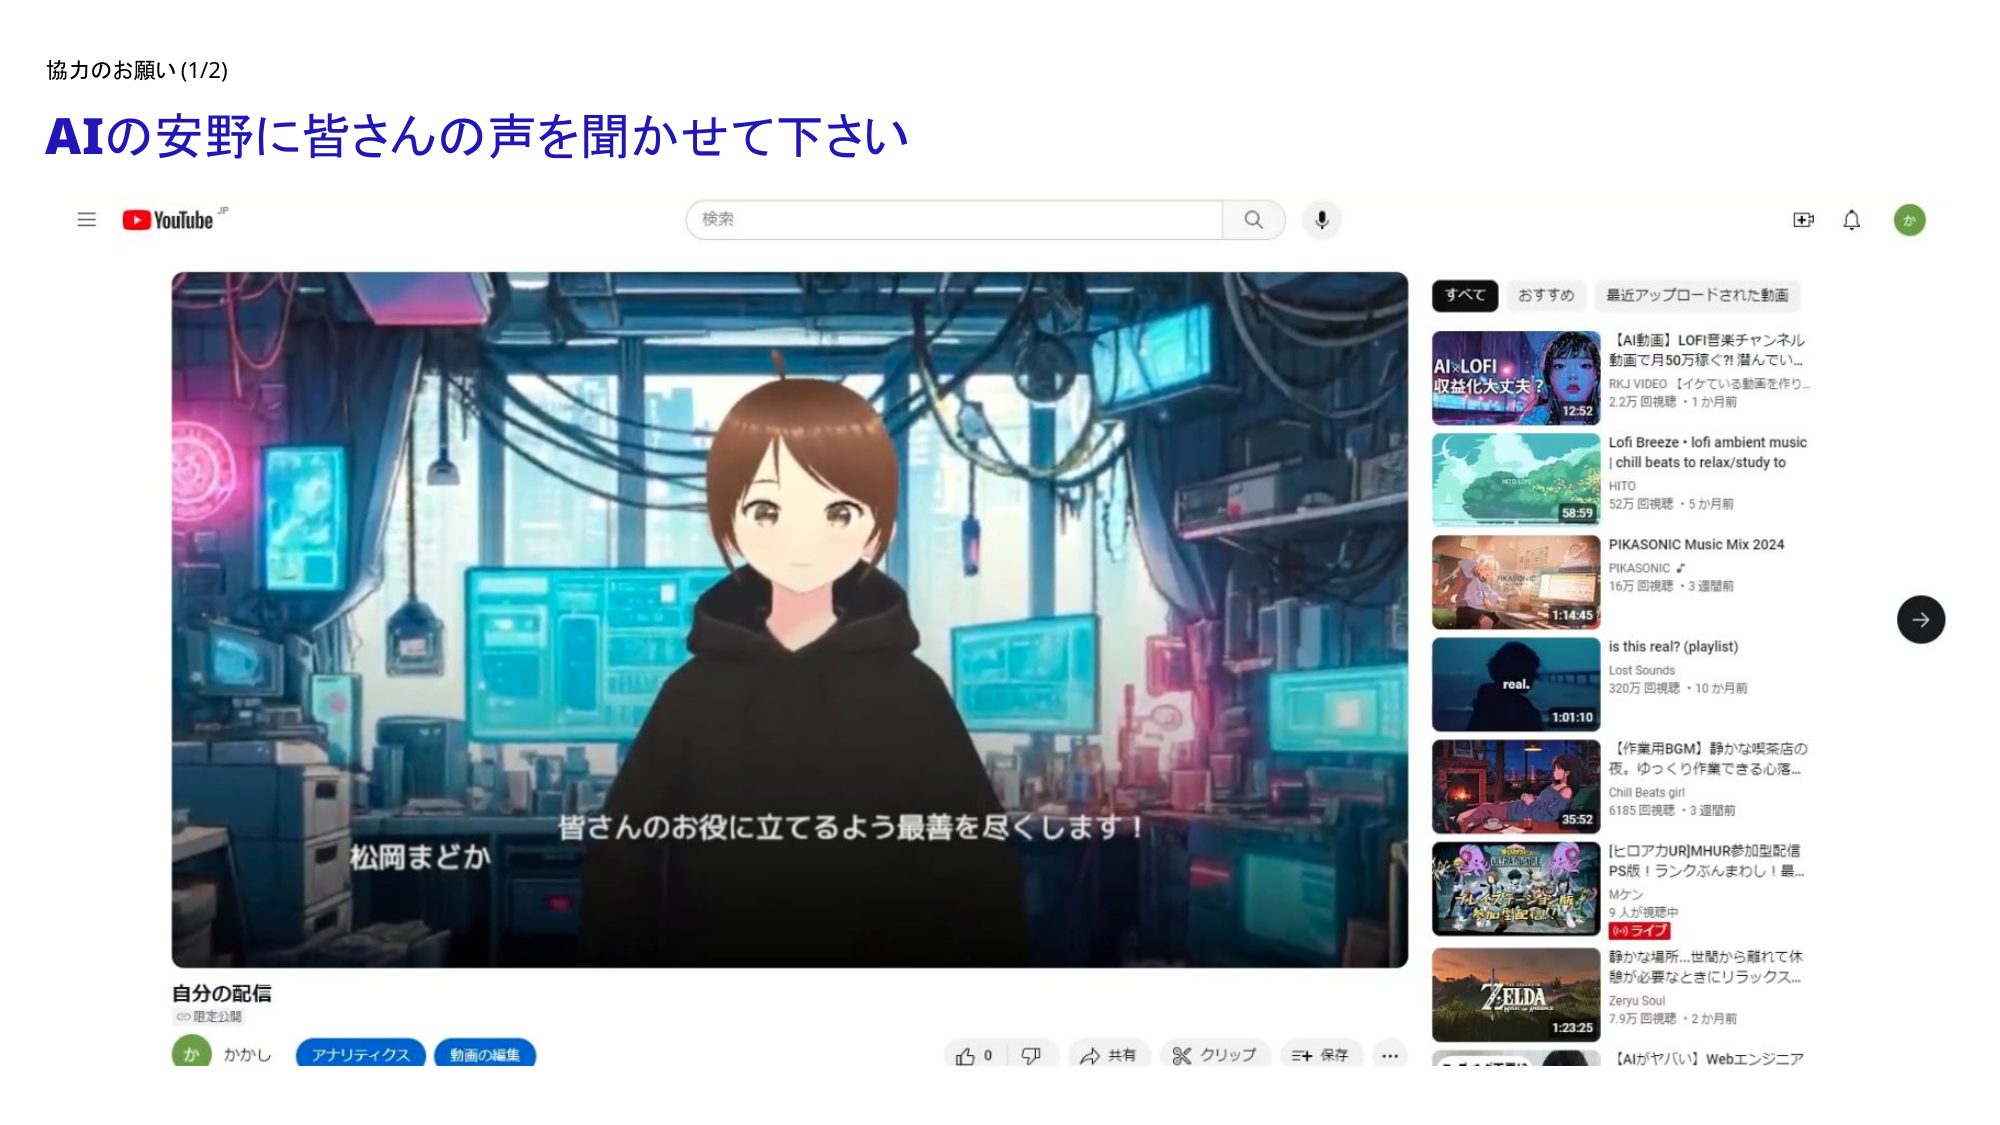 協力のお願い (1/2)
AIの安野に皆さんの声を聞かせて下さい
YouTube JP
検索
か
皆さんのお役に立てるよう最善を尽くします！
松岡まどか
自分の配信
限定公開
か かかし アナリティクス 動画の編集 0 共有 クリップ 保存
すべて おすすめ 最近アップロードされた動画
AI×LOFI
収益化大丈夫？
12:52
【AI動画】LOFI音楽チャンネル
動画で月50万稼ぐ?! 潜んでい...
RKJ VIDEO 【イケている動画を作り...
2.2万 回視聴 ・1 か月前
HITO LOFI
58:59
Lofi Breeze • lofi ambient music
| chill beats to relax/study to
HITO
52万 回視聴 ・5 か月前
PIKASONIC
1:14:45
PIKASONIC Music Mix 2024
PIKASONIC ♪
16万 回視聴 ・3 週間前
real.
1:01:10
is this real? (playlist)
Lost Sounds
320万 回視聴 ・10 か月前
35:52
【作業用BGM】静かな喫茶店の
夜。ゆっくり作業できる心落...
Chill Beats girl
6185 回視聴 ・3 週間前
プレイステーション版
参加型配信!!
[ヒロアカUR]MHUR参加型配信
PS版！ランクぶんまわし！最...
Mケン
9 人が視聴中
ライブ
ZELDA
1:23:25
静かな場所...世間から離れて休
憩が必要なときにリラックス...
Zeryu Soul
7.9万 回視聴 ・2 か月前
【AIがヤバい】Webエンジニア